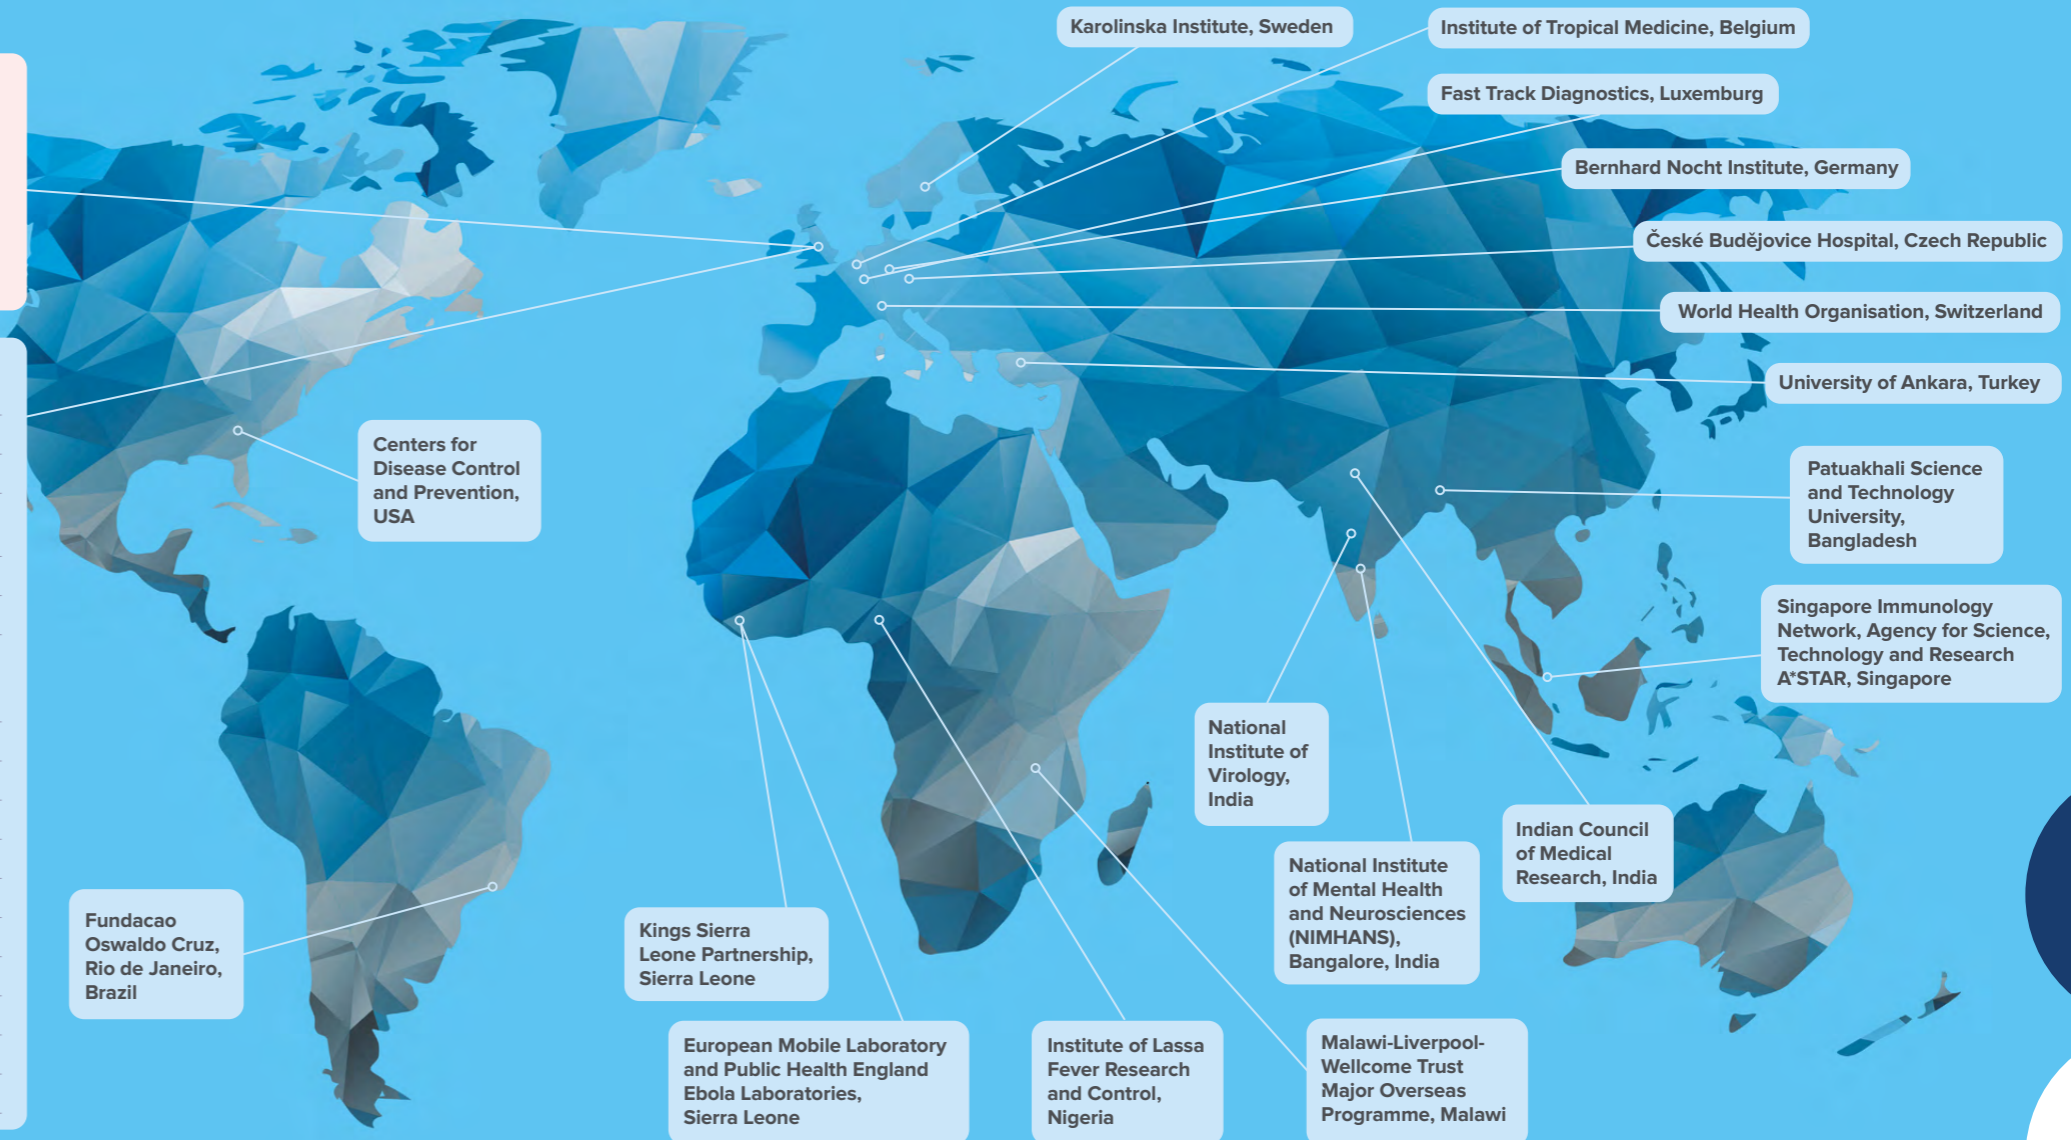 Karolinska Institute, Sweden
Institute of Tropical Medicine, Belgium
Fast Track Diagnostics, Luxemburg
Bernhard Nocht Institute, Germany
České Budějovice Hospital, Czech Republic
World Health Organisation, Switzerland
University of Ankara, Turkey
Centers for
Disease Control
and Prevention,
USA
Patuakhali Science
and Technology
University,
Bangladesh
Singapore Immunology
Network, Agency for Science,
Technology and Research
A*STAR, Singapore
National
Institute of
Virology,
India
Indian Council
of Medical
Research, India
National Institute
of Mental Health
and Neurosciences
(NIMHANS),
Bangalore, India
Fundacao
Oswaldo Cruz,
Rio de Janeiro,
Brazil
Kings Sierra
Leone Partnership,
Sierra Leone
European Mobile Laboratory
and Public Health England
Ebola Laboratories,
Sierra Leone
Institute of Lassa
Fever Research
and Control,
Nigeria
Malawi-Liverpool-
Wellcome Trust
Major Overseas
Programme, Malawi